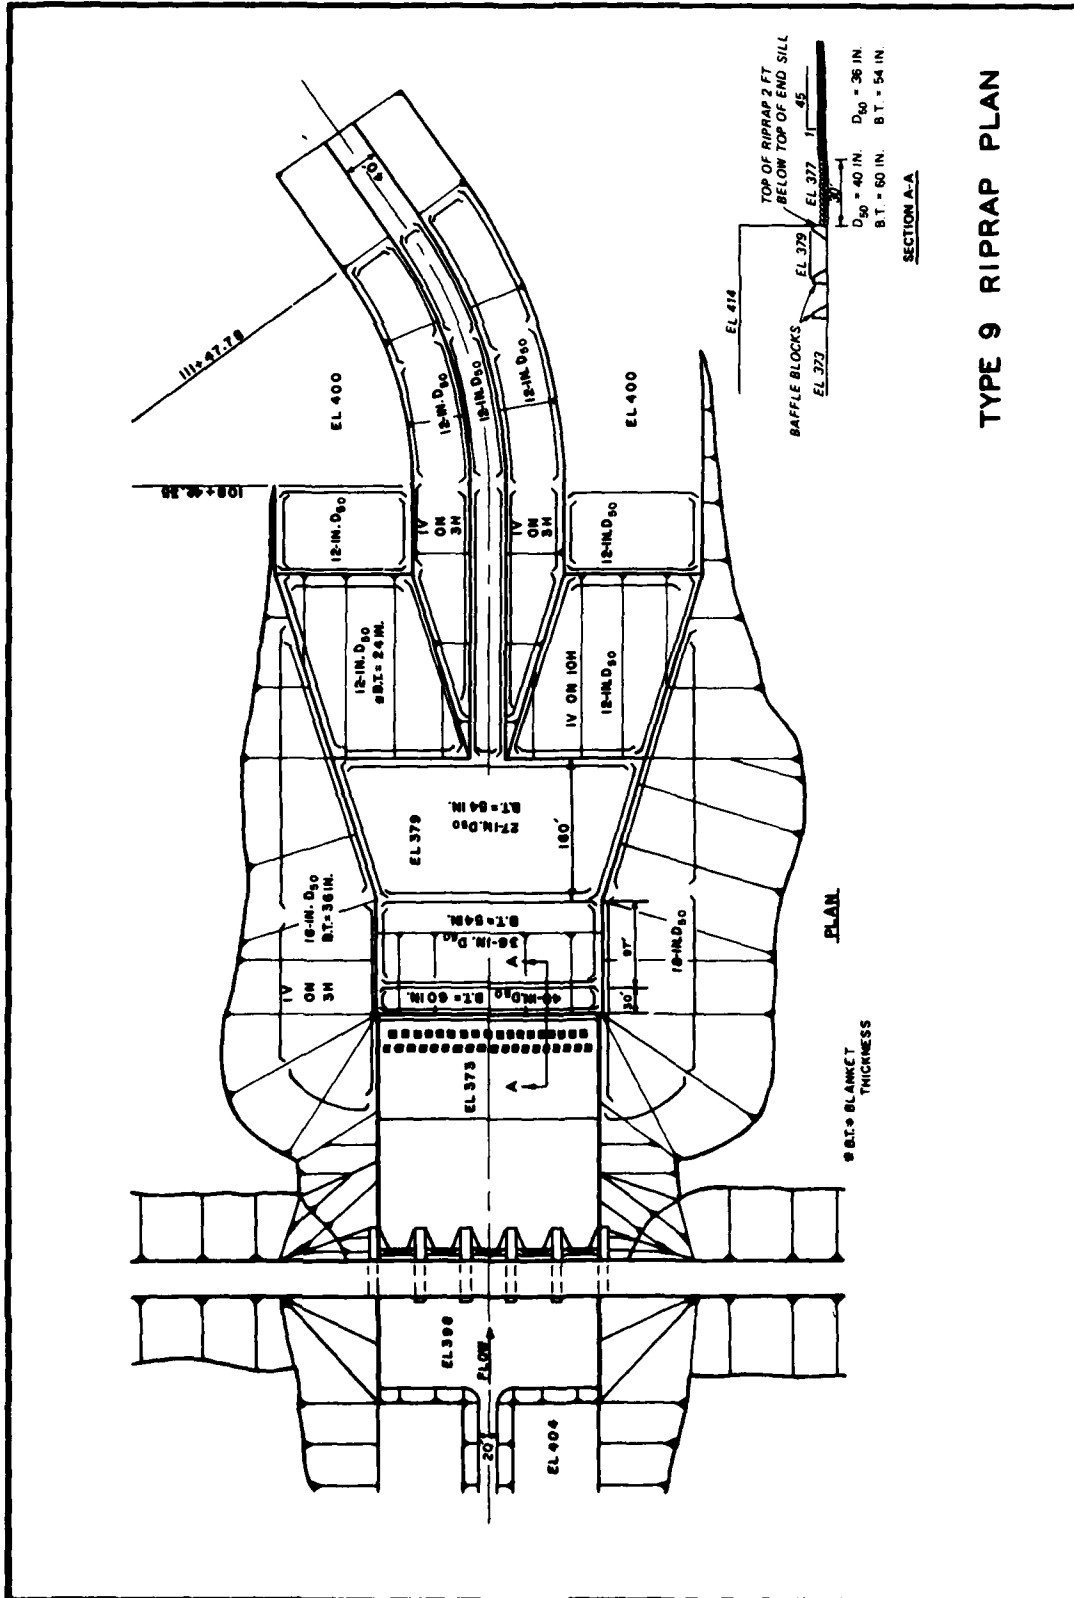 TYPE 9 RIPRAP PLAN
PLAN
40'
111+47.78
108+42.35
EL 400
12-IN. D50
12-IN. D50
12-IN. D50
EL 400
12-IN. D50
1V
ON
3H
1V
ON
3H
12-IN. D50
12-IN. D50
* B.T. = 24 IN.
1V ON 10H
12-IN. D50
EL 379
27-IN. D50
B.T. = 54 IN.
160'
18-IN. D50
B.T. = 36 IN.
1V
ON
3H
36-IN. D50
B.T. = 54 IN.
40-IN. D50
B.T. = 60 IN.
97'
30'
18-IN. D50
A
A
EL 373
EL 398
FLOW
20'
EL 404
* B.T. = BLANKET
THICKNESS
EL 414
TOP OF RIPRAP 2 FT
BELOW TOP OF END SILL
BAFFLE BLOCKS
EL 373
EL 379
EL 377
30'
1
45
D50 = 40 IN.
B.T. = 60 IN.
D50 = 36 IN.
B.T. = 54 IN.
SECTION A-A